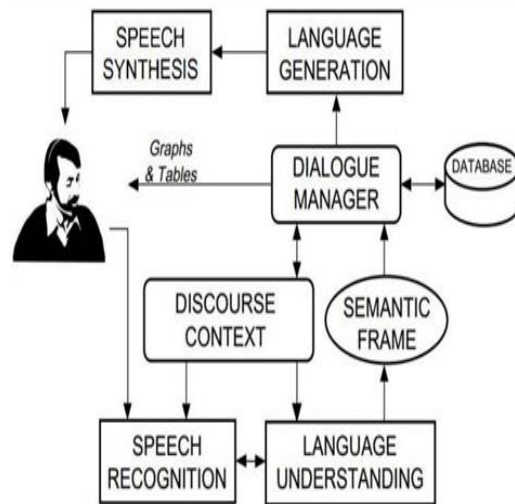 SPEECH
SYNTHESIS
LANGUAGE
GENERATION
Graphs
& Tables
DIALOGUE
MANAGER
DATABASE
DISCOURSE
CONTEXT
SEMANTIC
FRAME
SPEECH
RECOGNITION
LANGUAGE
UNDERSTANDING